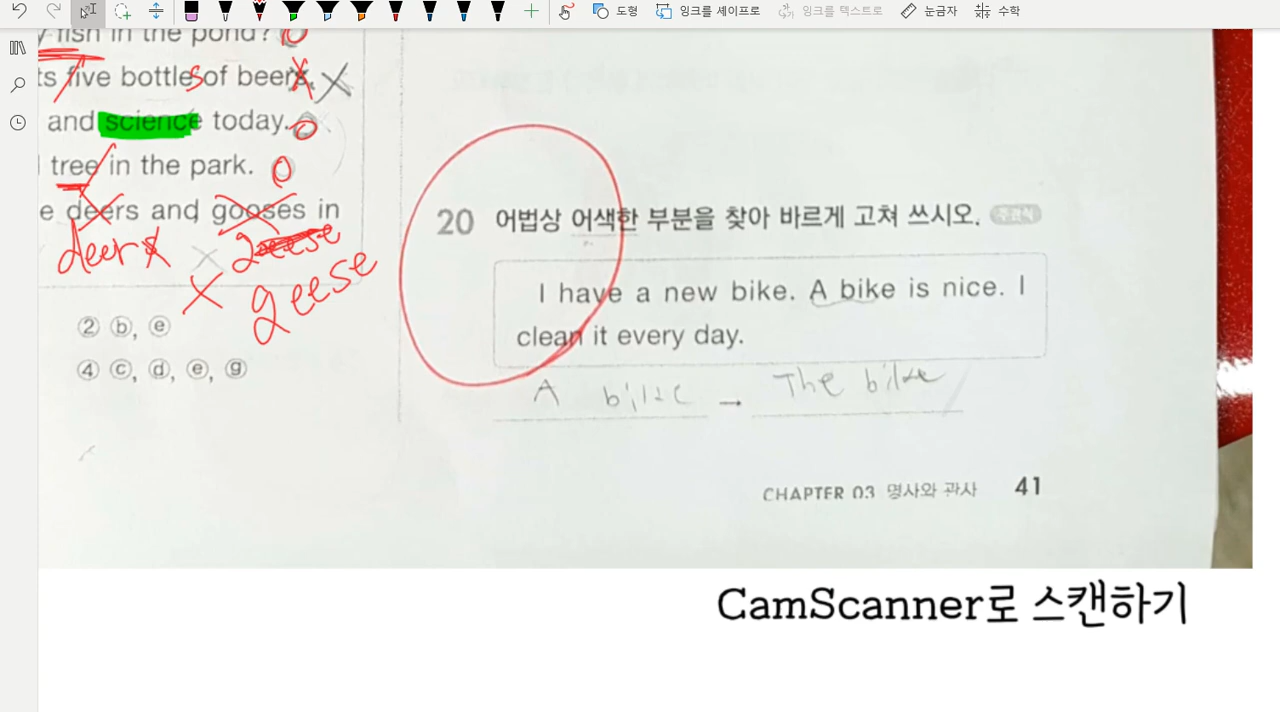 도형
잉크를 셰이프로
잉크를 텍스트로
눈금자
수학
y fish in the pond? O
ts five bottles of beers. X
and science today. O
tree in the park. O
e deers and gooses in
deer
X geese
② ⓑ, ⓔ
④ ⓒ, ⓓ, ⓔ, ⓖ
20 어법상 어색한 부분을 찾아 바르게 고쳐 쓰시오. 주관식
I have a new bike. A bike is nice. I
clean it every day.
A bike → The bike
CHAPTER 03 명사와 관사 41
CamScanner로 스캔하기